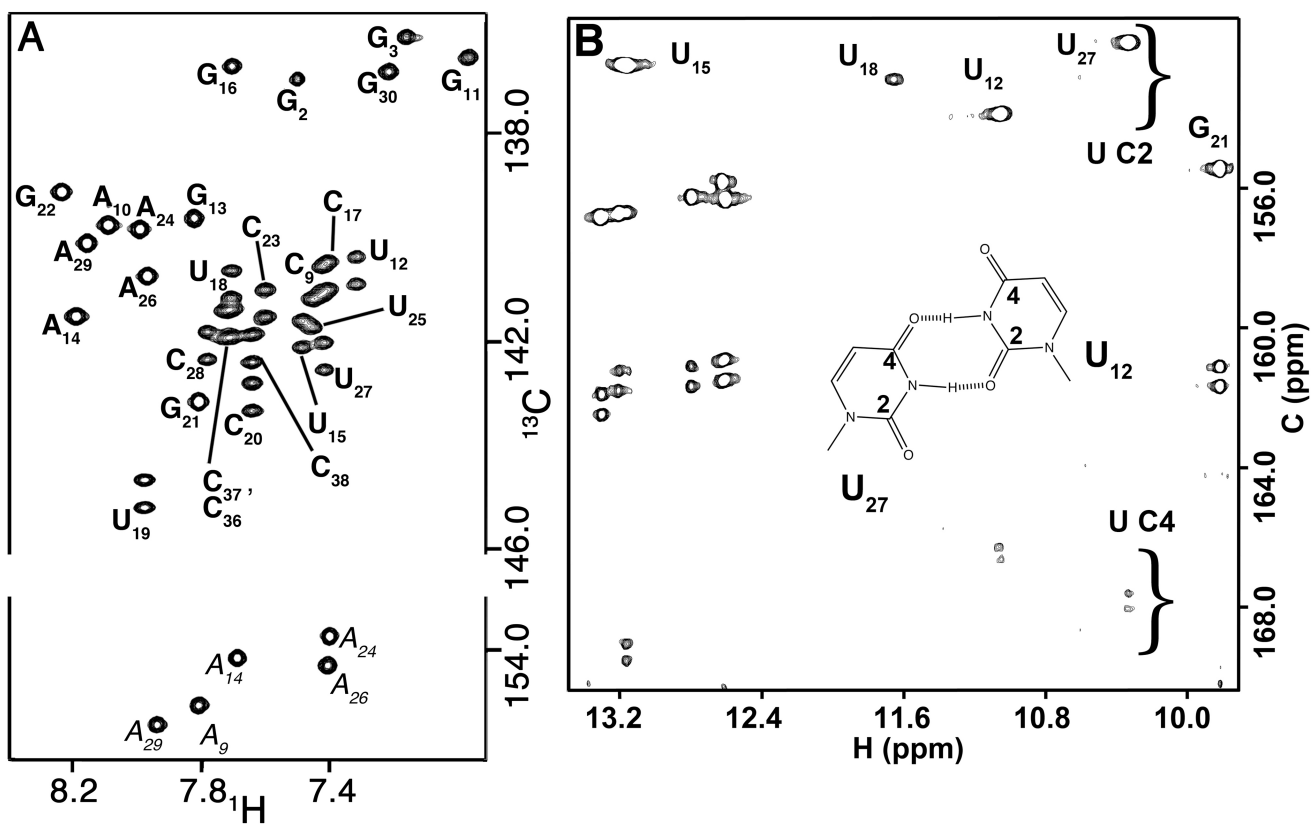 A
G3
G16
G2
G30
G11
138.0
G22
A10
A24
G13
C17
C23
A29
C9
U12
U18
A26
U25
A14
142.0
C28
U27
G21
C20
U15
13C
C38
C37,
C36
U19
146.0
A24
154.0
A14
A26
A29
A9
8.2
7.8
7.4
1H
B
U15
U18
U12
U27
U C2
G21
156.0
O
4
O
H
N
160.0
4
2
N
U12
N
H
O
2
N
O
C (ppm)
U27
164.0
U C4
168.0
13.2
12.4
11.6
10.8
10.0
H (ppm)